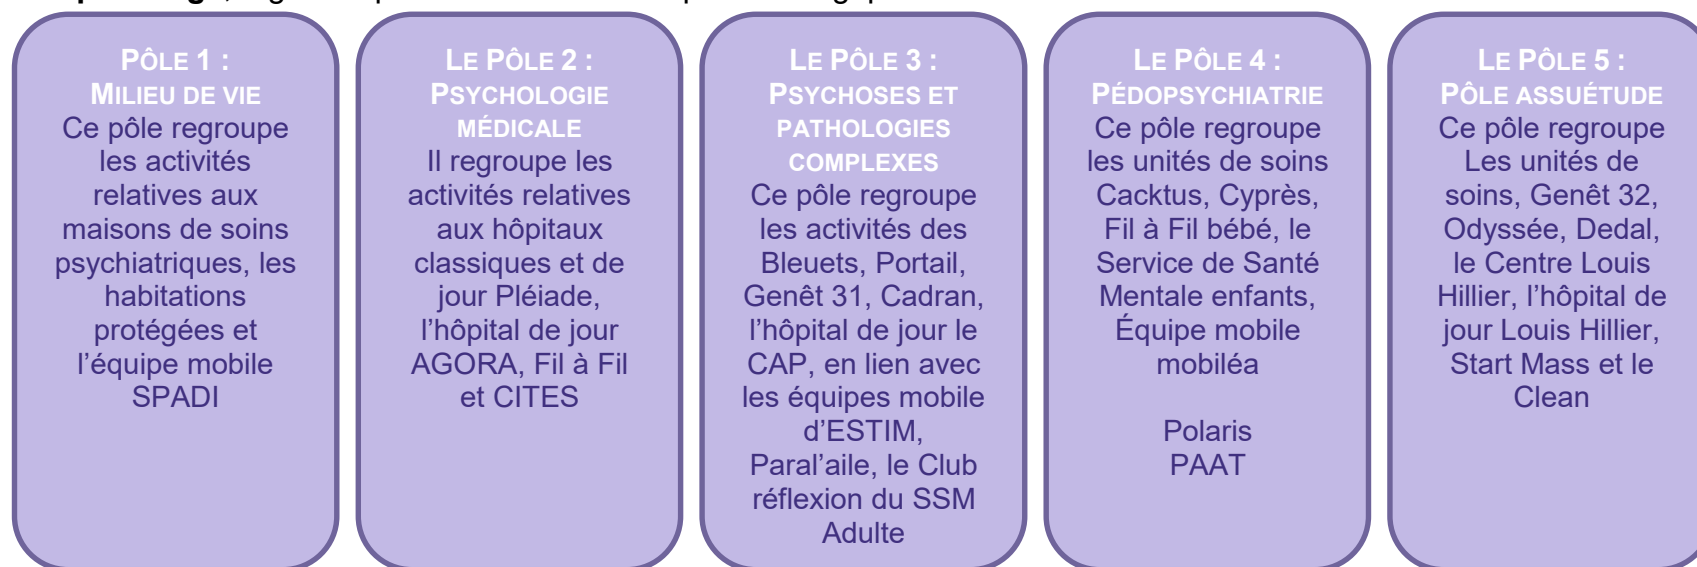 PÔLE 1 :
MILIEU DE VIE
Ce pôle regroupe
les activités
relatives aux
maisons de soins
psychiatriques, les
habitations
protégées et
l’équipe mobile
SPADI
LE PÔLE 2 :
PSYCHOLOGIE
MÉDICALE
Il regroupe les
activités relatives
aux hôpitaux
classiques et de
jour Pléiade,
l’hôpital de jour
AGORA, Fil à Fil
et CITES
LE PÔLE 3 :
PSYCHOSES ET
PATHOLOGIES
COMPLEXES
Ce pôle regroupe
les activités des
Bleuets, Portail,
Genêt 31, Cadran,
l’hôpital de jour le
CAP, en lien avec
les équipes mobile
d’ESTIM,
Paral’aile, le Club
réflexion du SSM
Adulte
LE PÔLE 4 :
PÉDOPSYCHIATRIE
Ce pôle regroupe
les unités de soins
Cacktus, Cyprès,
Fil à Fil bébé, le
Service de Santé
Mentale enfants,
Équipe mobile
mobiléa
Polaris
PAAT
LE PÔLE 5 :
PÔLE ASSUÉTUDE
Ce pôle regroupe
Les unités de
soins, Genêt 32,
Odyssée, Dedal,
le Centre Louis
Hillier, l’hôpital de
jour Louis Hillier,
Start Mass et le
Clean